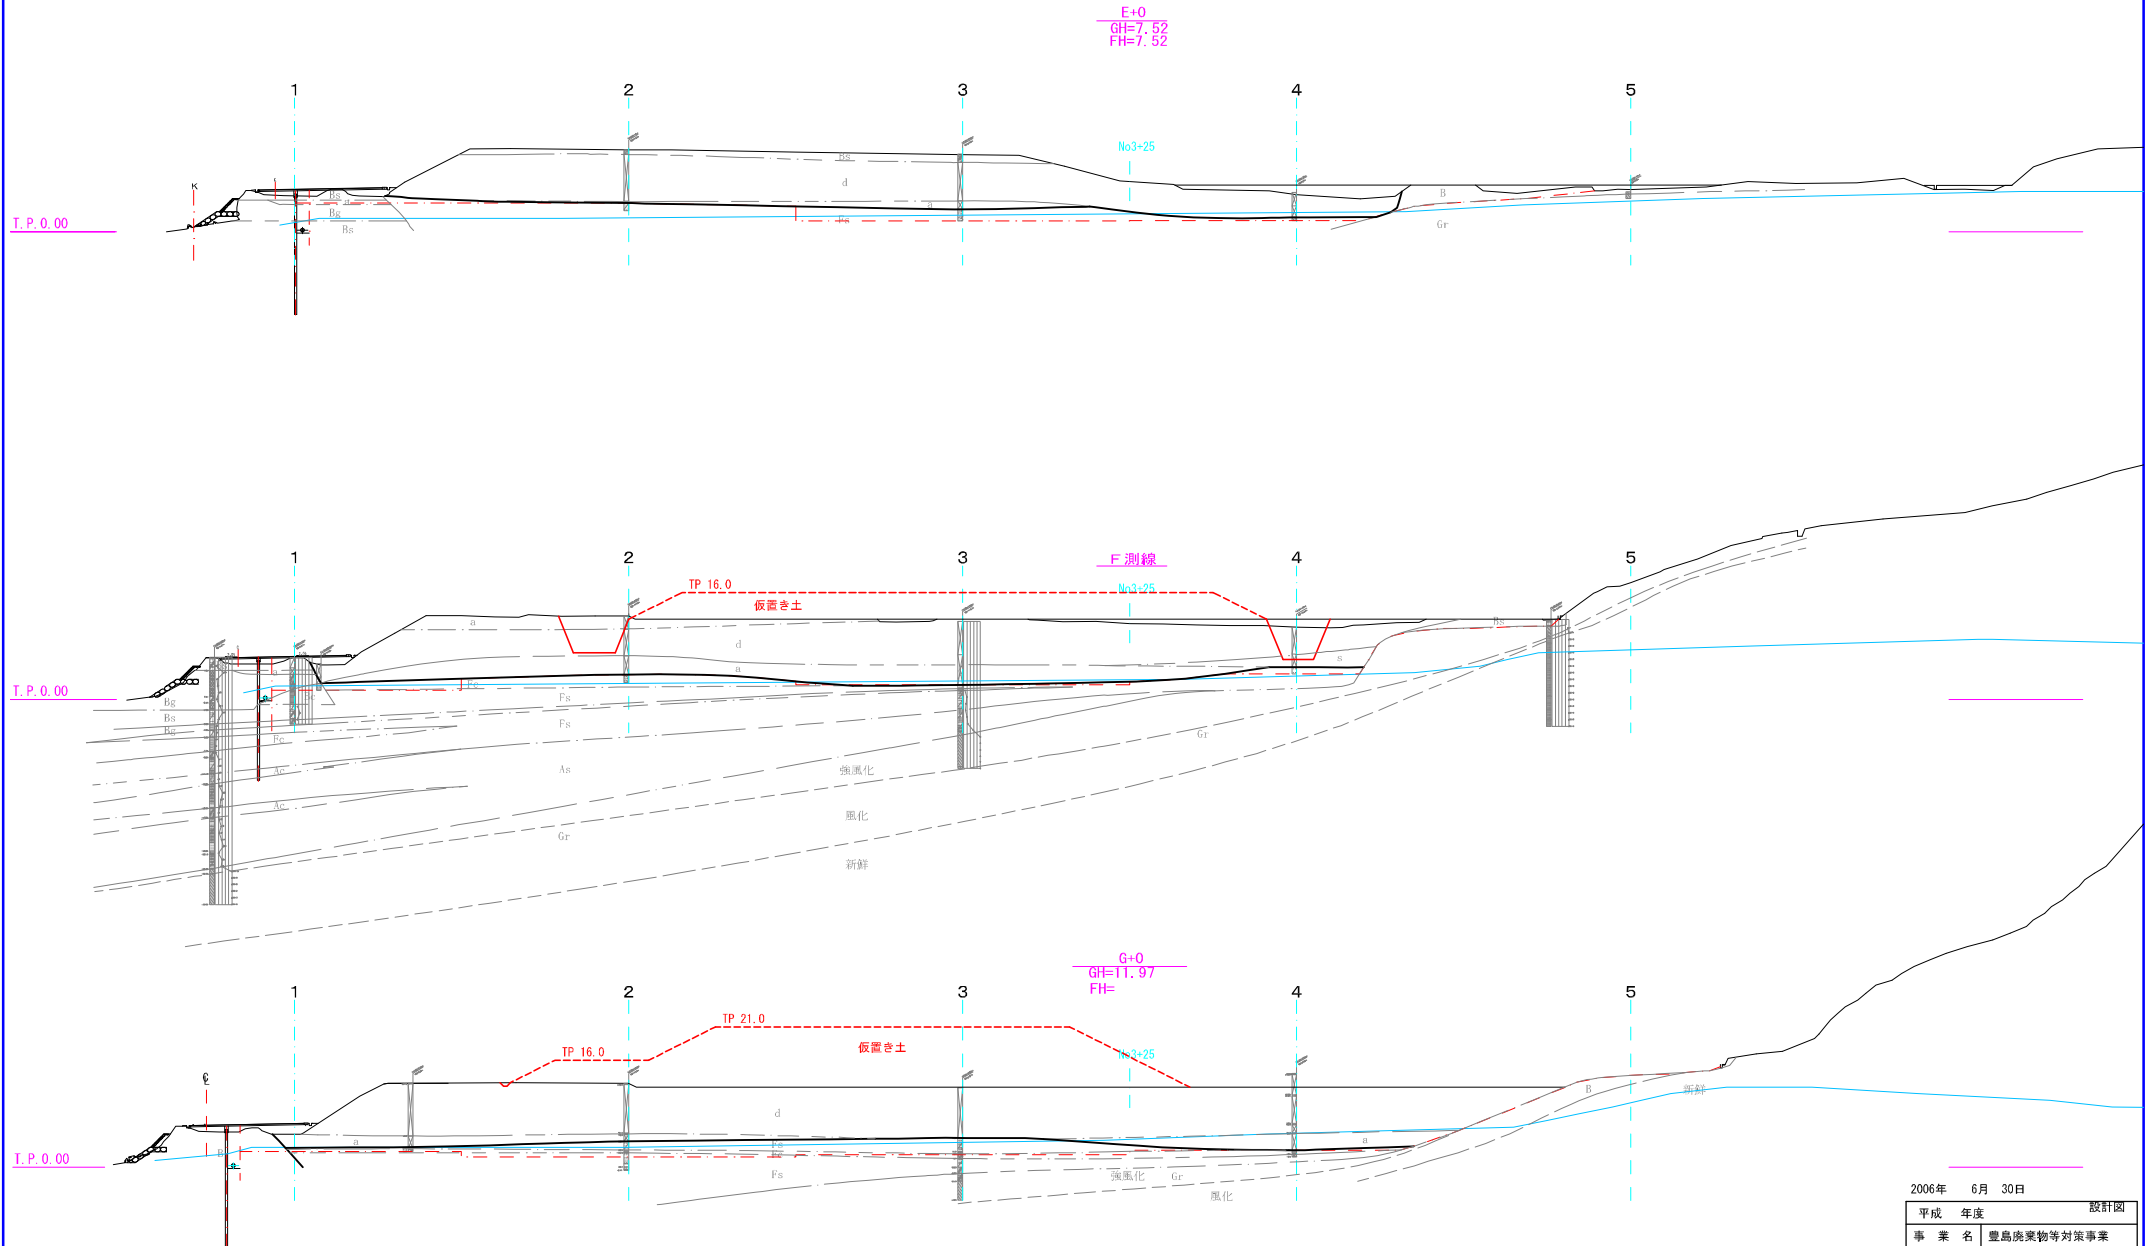 E+0
GH=7.52
FH=7.52
1
2
3
4
5
No3+25
Bs
d
K
Bs
g
Bg
Bs
a
Fs
B
Gr
T.P.0.00
1
2
3
F測線
4
5
No3+25
TP 16.0
仮置き土
a
d
a
s
Bs
Fc
Fs
Fs
T.P.0.00
Bg
Bs
Bg
Fc
Ac
As
Ac
Gr
強風化
風化
新鮮
Gr
G+0
GH=11.97
FH=
1
2
3
4
5
TP 21.0
TP 16.0
仮置き土
No3+25
d
B
新鮮
a
a
Fs
Fs
強風化
Gr
風化
T.P.0.00
2006年 6月 30日
設計図
平成 年度
事 業 名
豊島廃棄物等対策事業